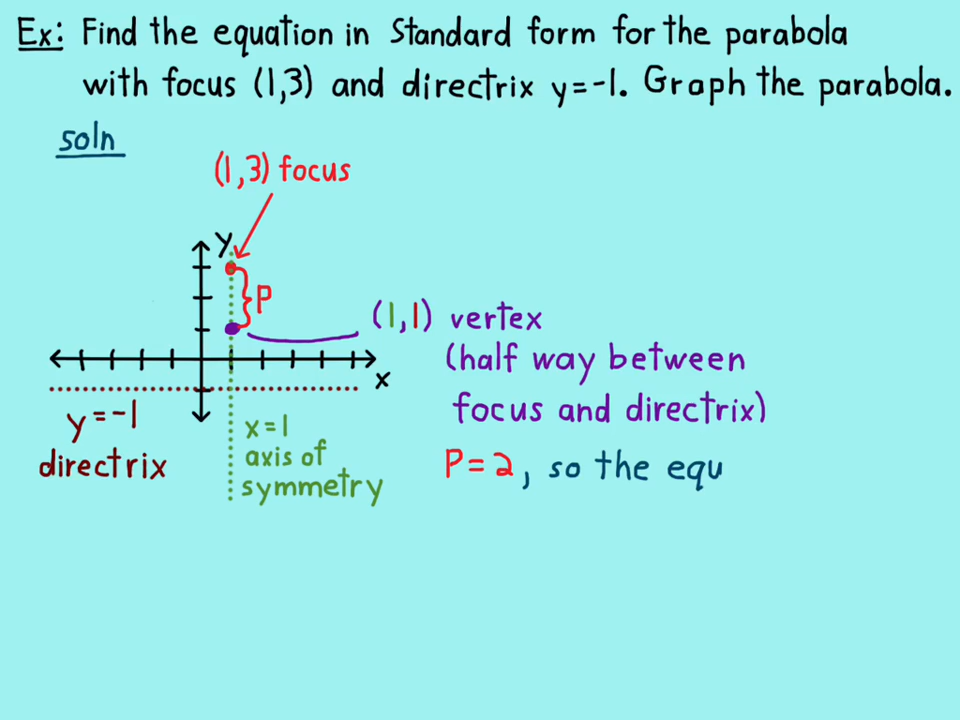 Ex: Find the equation in Standard form for the parabola
with focus (1,3) and directrix y=-1. Graph the parabola.
soln
(1,3) focus
y
P
(1,1) vertex
(half way between
focus and directrix)
x
y=-1
directrix
x=1
axis of
symmetry
P=2, so the equ